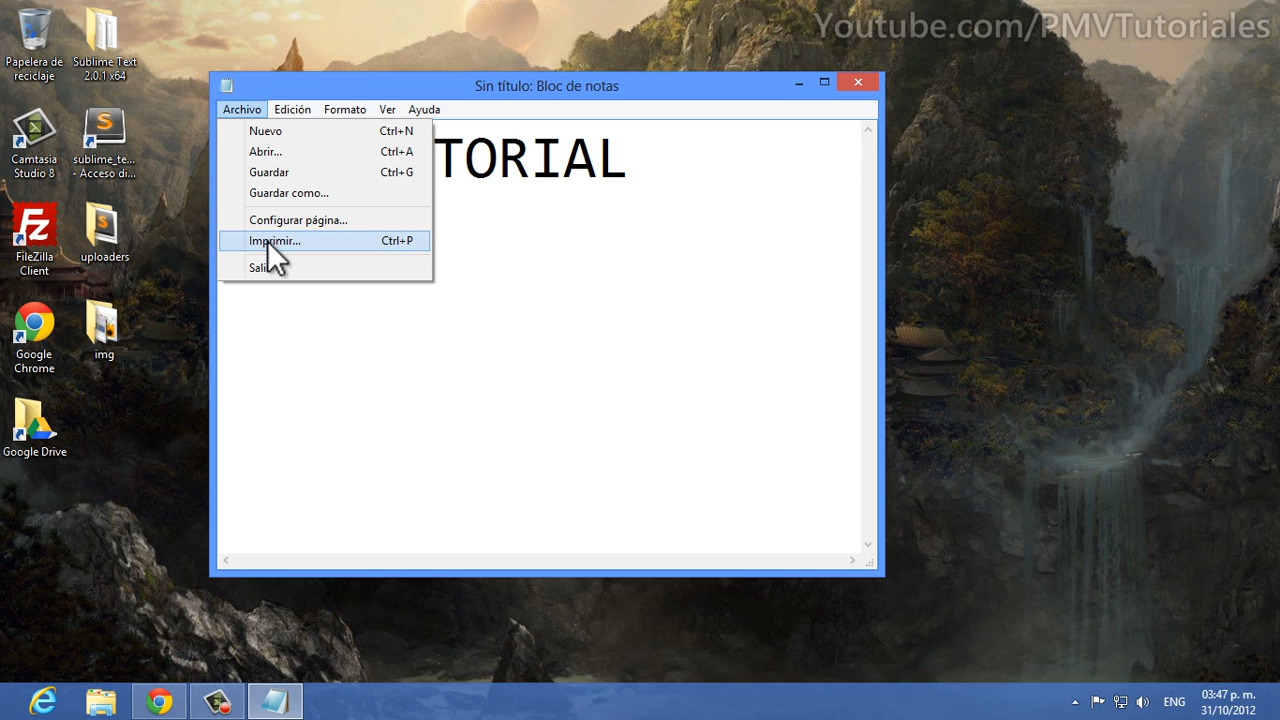 Youtube.com/PMVTutoriales
Papelera de
reciclaje
Sublime Text
2.0.1 x64
Camtasia
Studio 8
sublime_te...
- Acceso di...
FileZilla
Client
uploaders
Google
Chrome
img
Google Drive
Sin título: Bloc de notas
Archivo Edición Formato Ver Ayuda
Nuevo Ctrl+N
Abrir... Ctrl+A
Guardar Ctrl+G
Guardar como...
Configurar página...
Imprimir... Ctrl+P
TORIAL
ENG
03:47 p. m.
31/10/2012